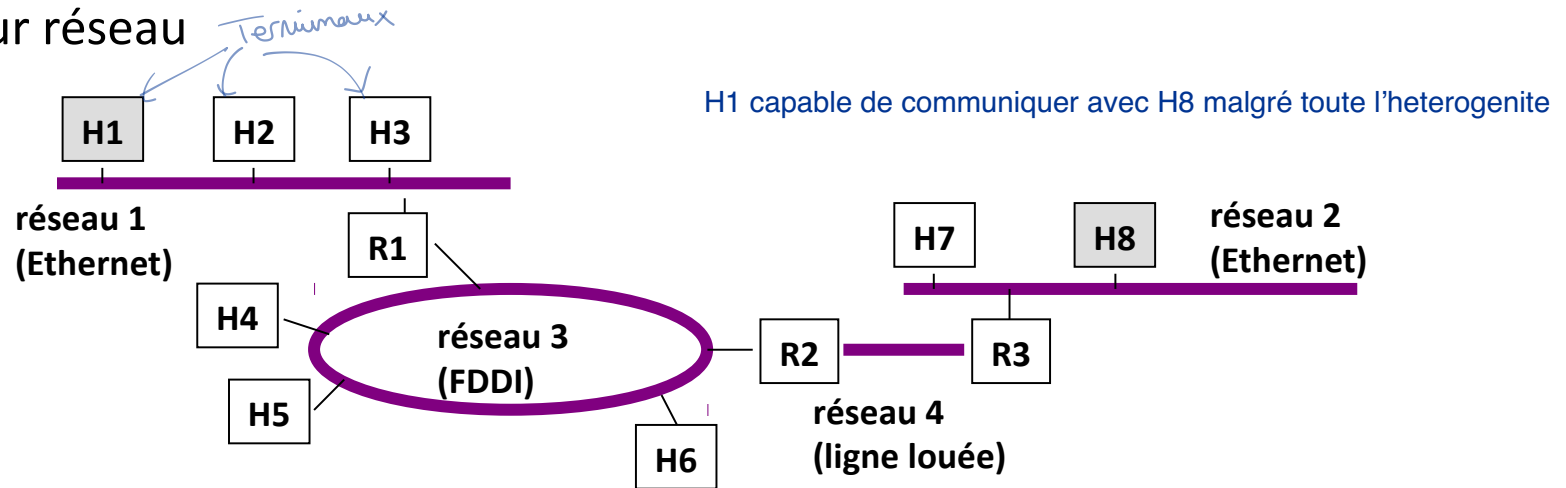 ur réseau
Terminaux
H1 capable de communiquer avec H8 malgré toute l'heterogenite
H1
H2
H3
réseau 1
(Ethernet)
R1
H7
H8
réseau 2
(Ethernet)
H4
réseau 3
(FDDI)
R2
R3
H5
H6
réseau 4
(ligne louée)